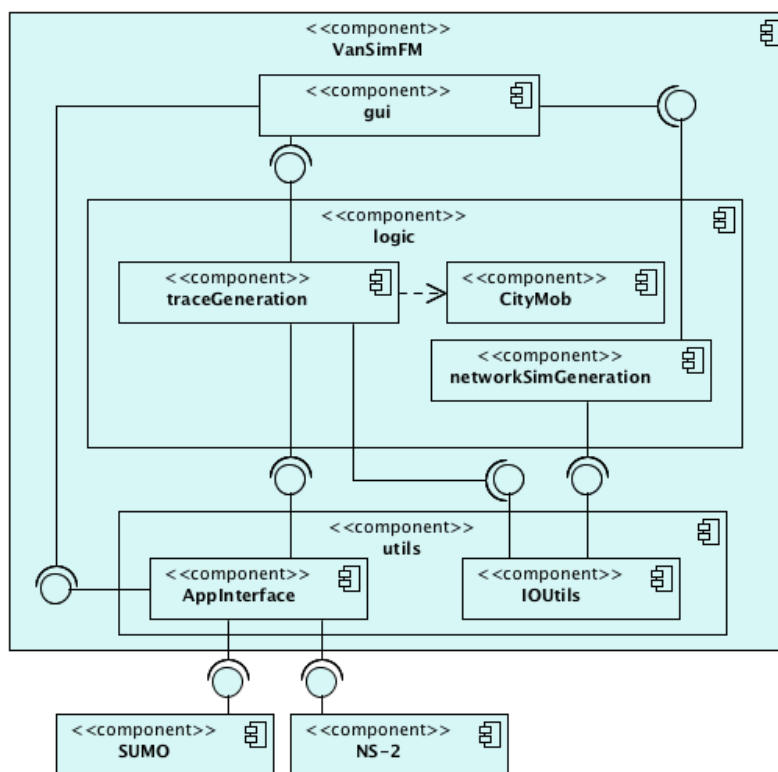 <<component>>
VanSimFM
<<component>>
gui
<<component>>
logic
<<component>>
traceGeneration
<<component>>
CityMob
<<component>>
networkSimGeneration
<<component>>
utils
<<component>>
AppInterface
<<component>>
IOUtils
<<component>>
SUMO
<<component>>
NS-2